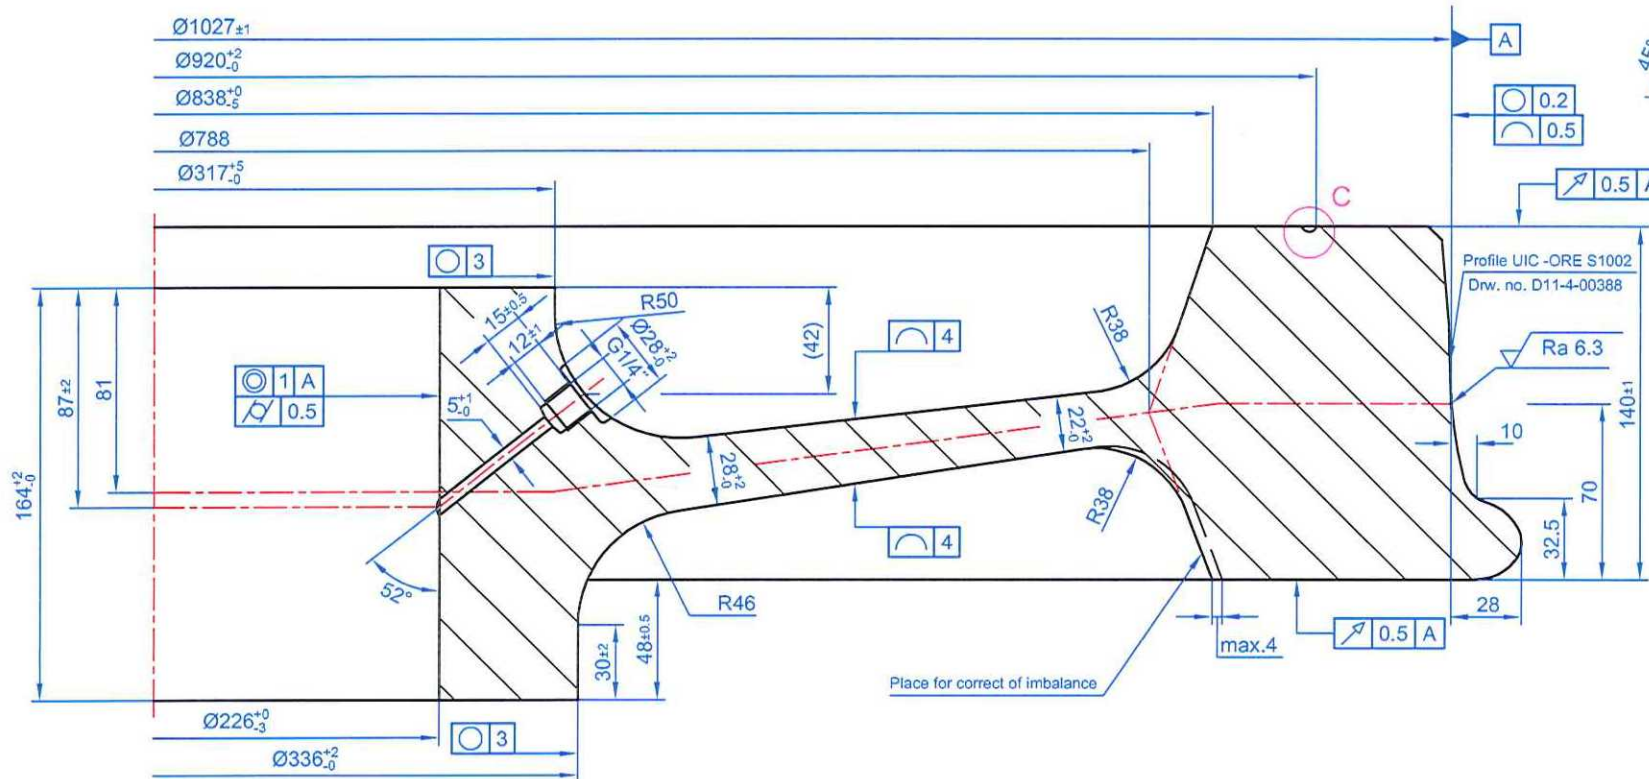 Ø1027±1
A
Ø920+2-0
45°
Ø838+0-5
0.2
0.5
Ø788
Ø317+5-0
0.5 A
C
3
Profile UIC -ORE S1002
Drw. no. D11-4-00388
15±0.5
12±1
R50
Ø28+2-0
G1/4"
(42)
4
R38
Ra 6.3
1 A
0.5
87±2
81
5+1-0
28+2-0
22+2-0
10
140±1
164+2-0
R38
70
32.5
4
52°
R46
28
30±2
48±0.5
max.4
0.5 A
Place for correct of imbalance
Ø226+0-3
3
Ø336+2-0